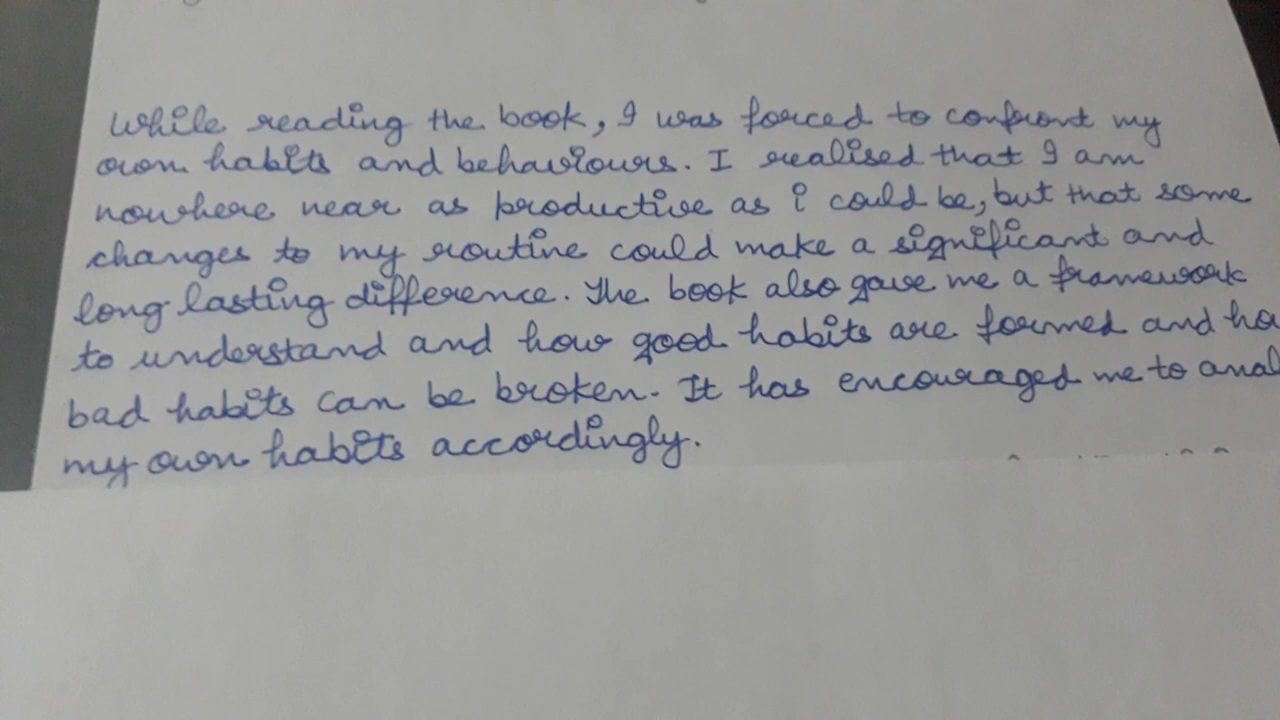 While reading the book, I was forced to confront my
own habits and behaviours. I realised that I am
nowhere near as productive as i could be, but that some
changes to my routine could make a significant and
long lasting difference. The book also gave me a framework
to understand and how good habits are formed and
bad habits can be broken. It has encouraged me to
my own habits accordingly.